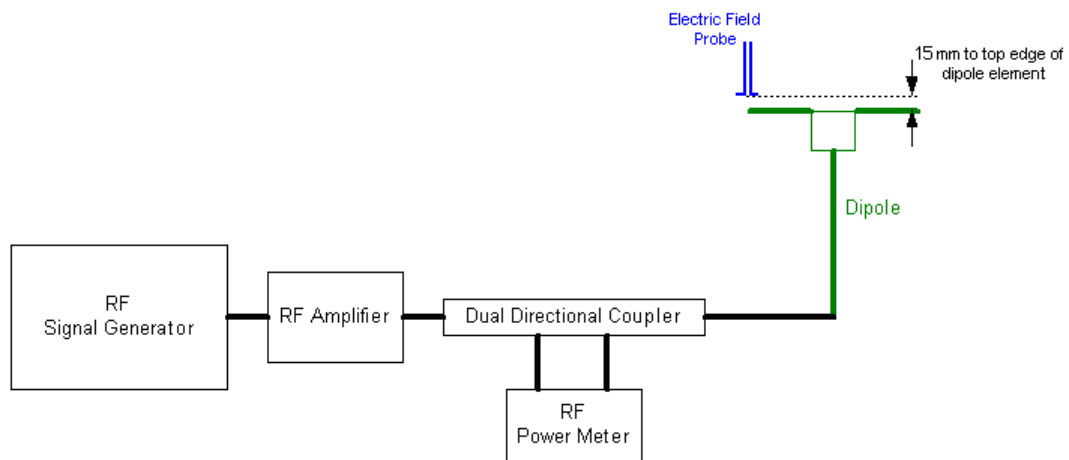 Electric Field
Probe
15 mm to top edge of
dipole element
Dipole
RF
Signal Generator
RF Amplifier
Dual Directional Coupler
RF
Power Meter